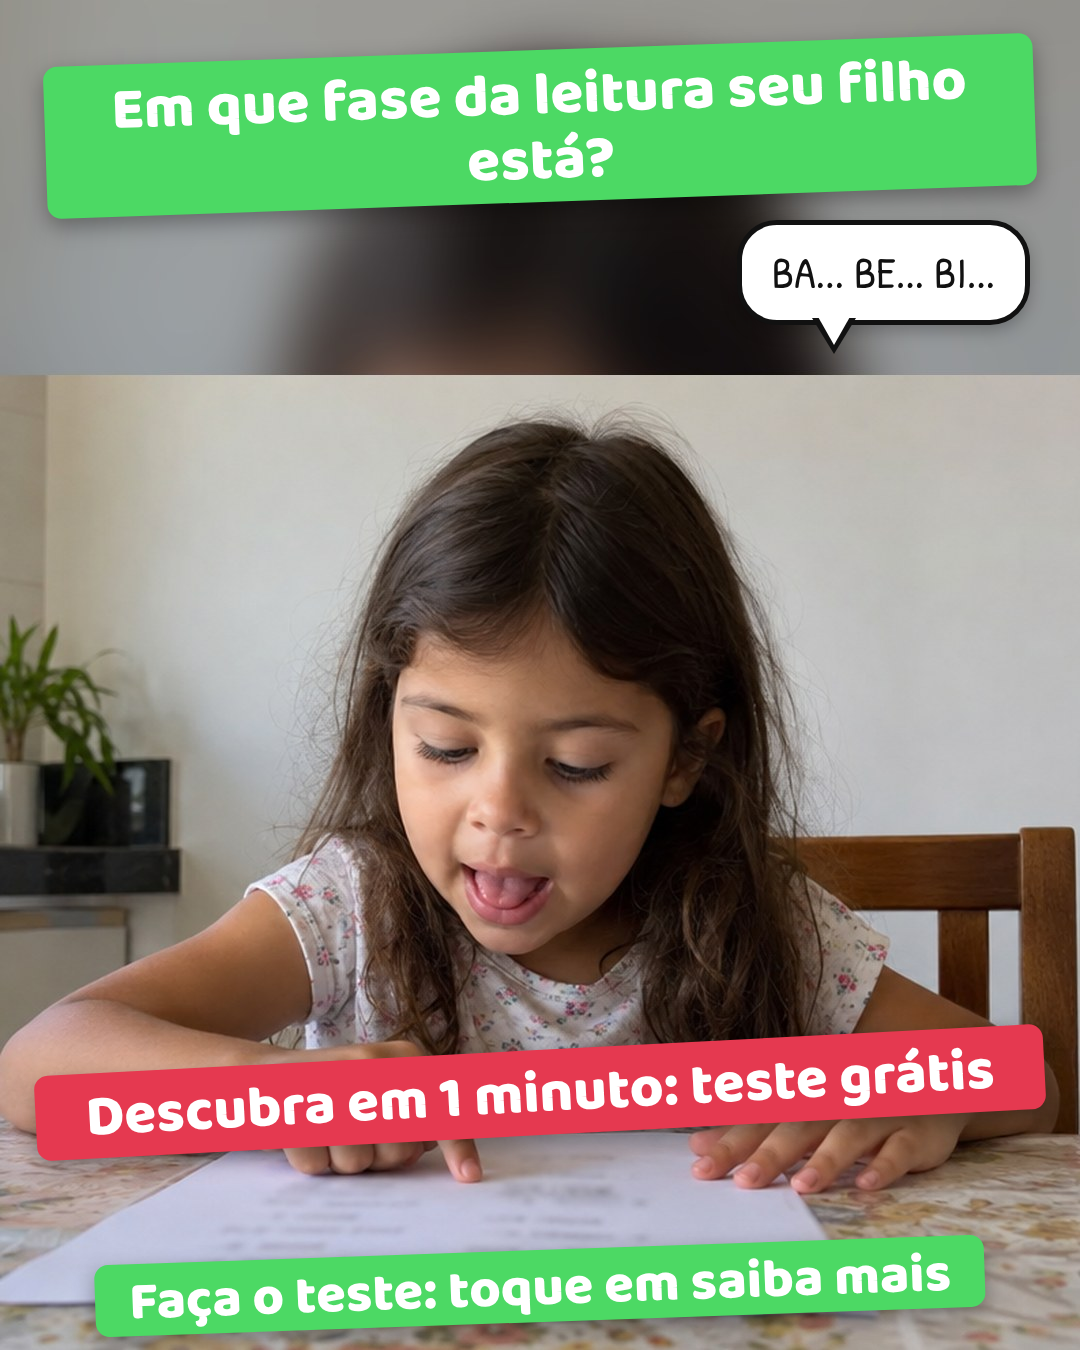 Em que fase da leitura seu filho
está?
BA... BE... BI...
Descubra em 1 minuto: teste grátis
Faça o teste: toque em saiba mais